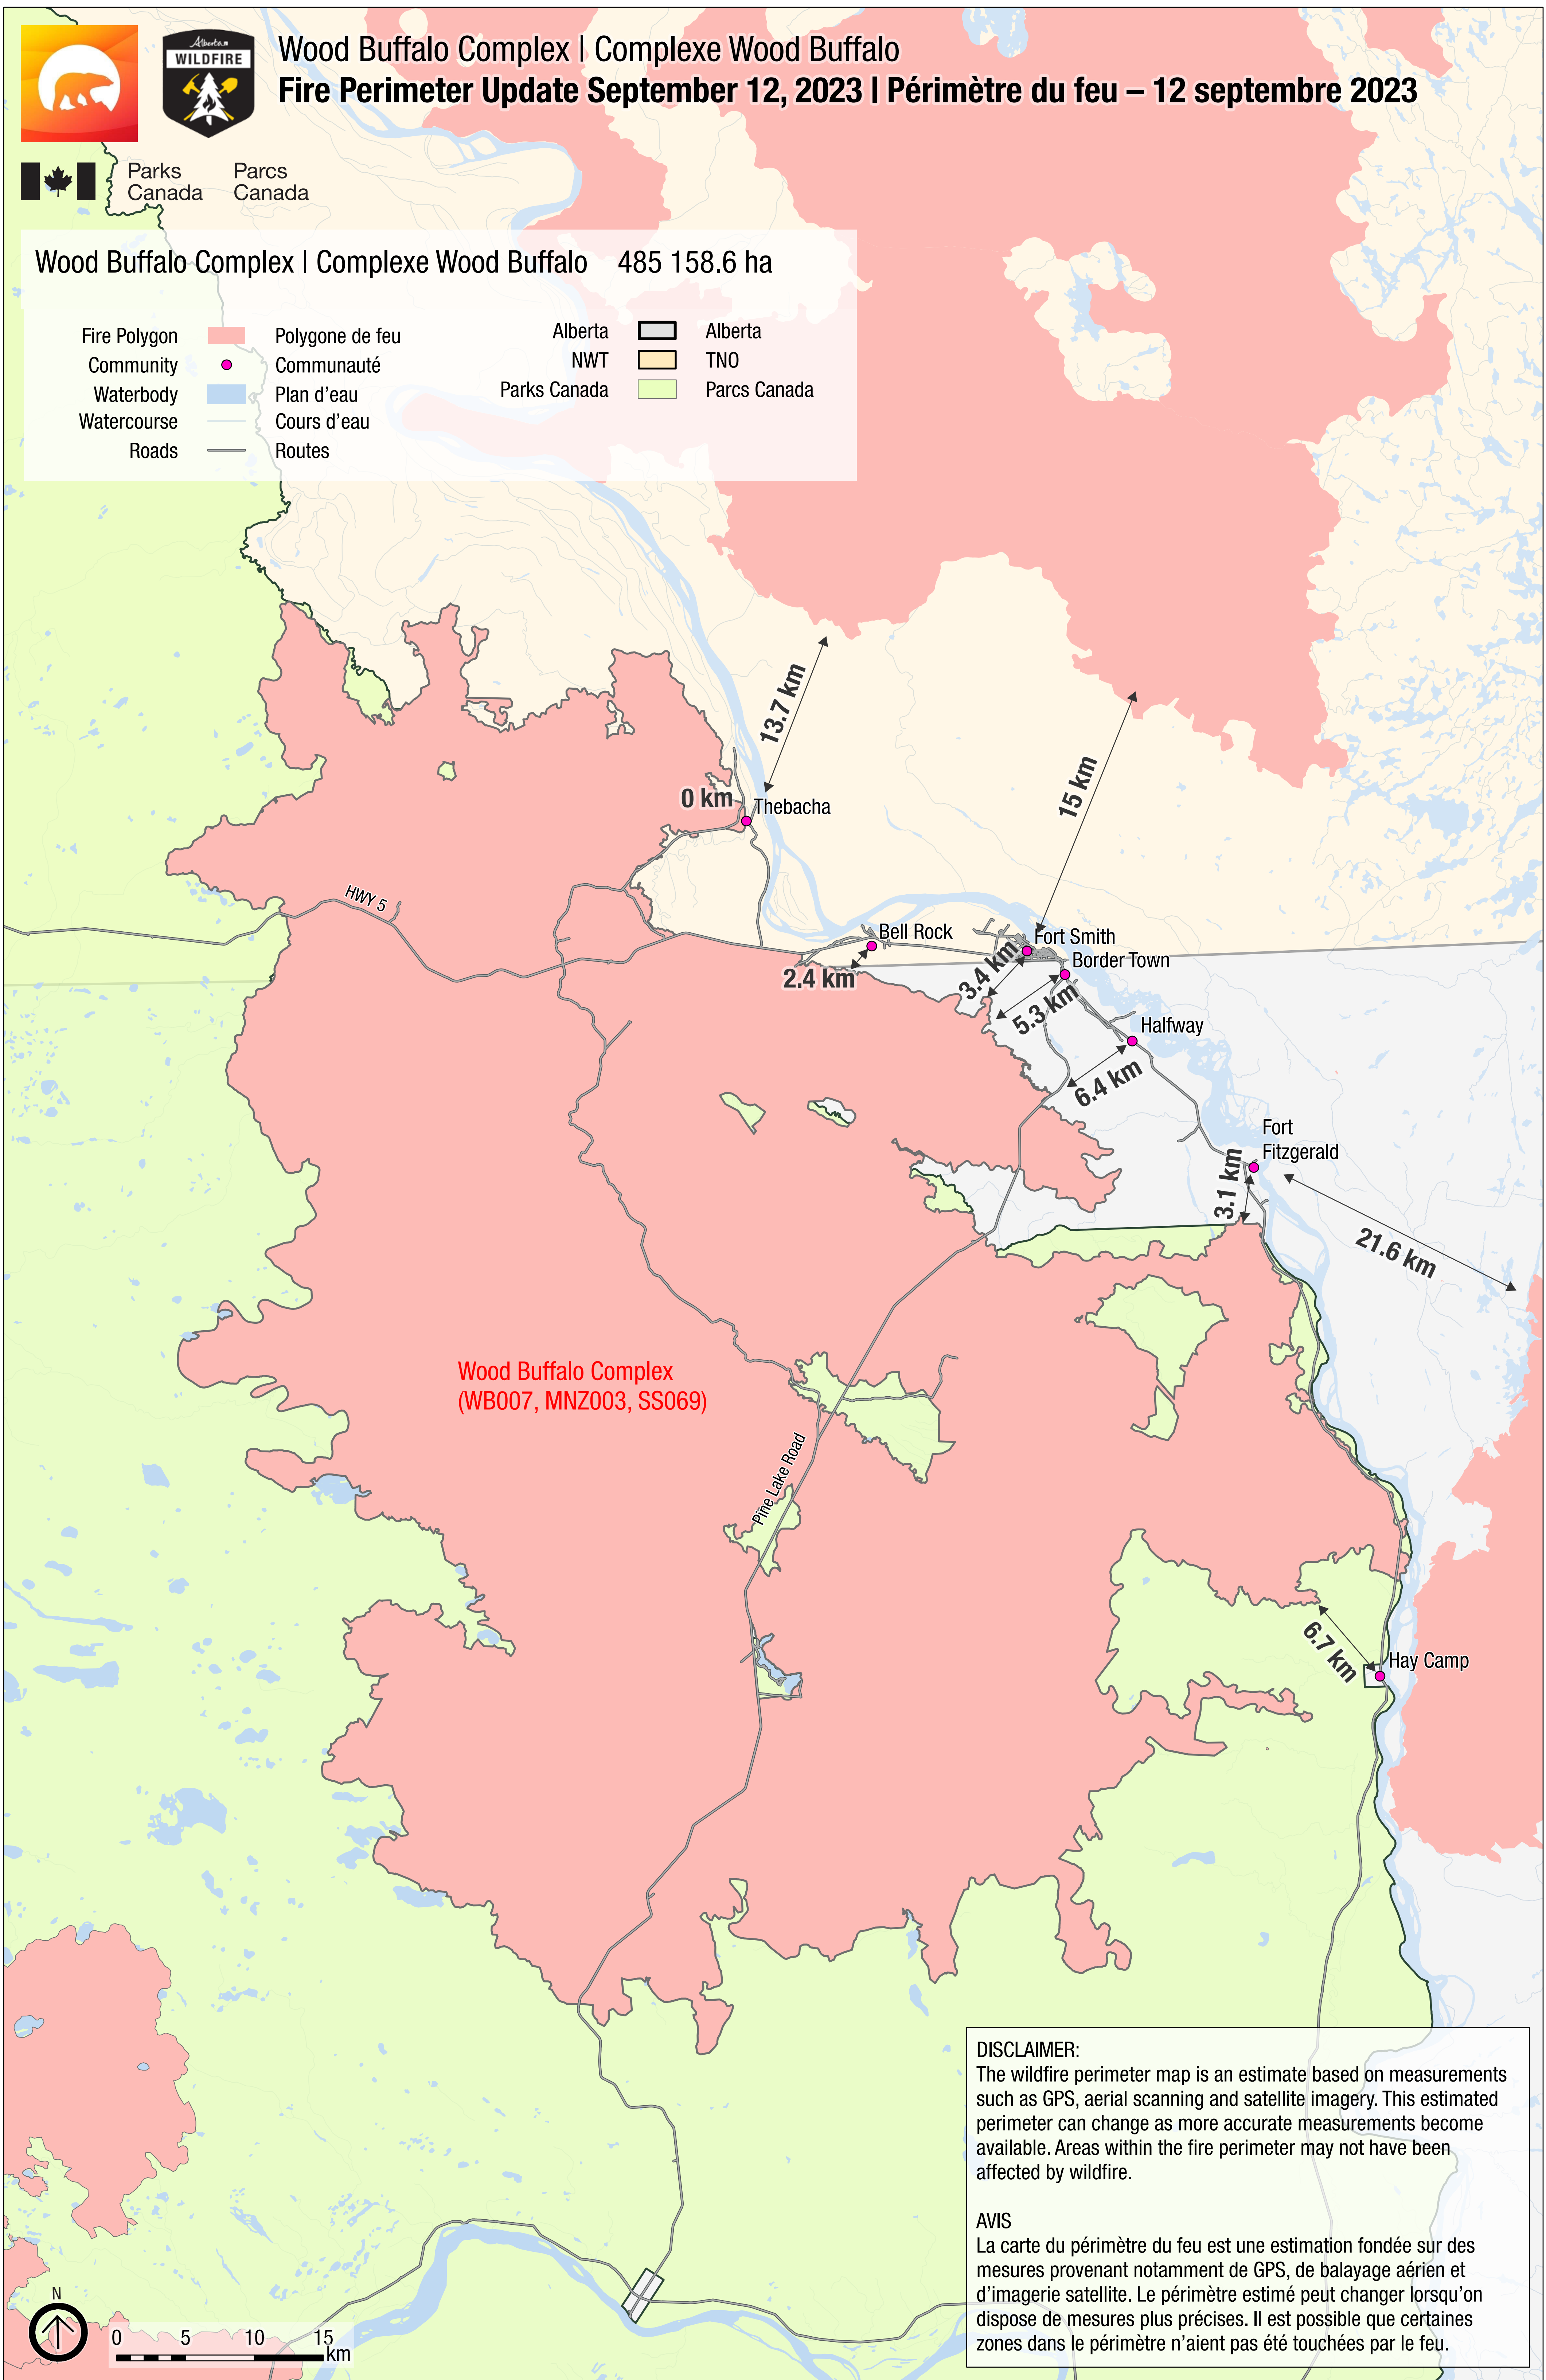 Wood Buffalo Complex | Complexe Wood Buffalo
Fire Perimeter Update September 12, 2023 | Périmètre du feu – 12 septembre 2023
Alberta
WILDFIRE
Parks Canada
Parcs Canada
Wood Buffalo Complex | Complexe Wood Buffalo 485 158.6 ha
Fire Polygon Polygone de feu
Community Communauté
Waterbody Plan d'eau
Watercourse Cours d'eau
Roads Routes
Alberta Alberta
NWT TNO
Parks Canada Parcs Canada
13.7 km
15 km
0 km
Thebacha
HWY 5
Bell Rock
2.4 km
Fort Smith
3.4 km
Border Town
5.3 km
Halfway
6.4 km
Fort
Fitzgerald
3.1 km
21.6 km
Wood Buffalo Complex
(WB007, MNZ003, SS069)
Pine Lake Road
6.7 km
Hay Camp
DISCLAIMER:
The wildfire perimeter map is an estimate based on measurements
such as GPS, aerial scanning and satellite imagery. This estimated
perimeter can change as more accurate measurements become
available. Areas within the fire perimeter may not have been
affected by wildfire.
AVIS
La carte du périmètre du feu est une estimation fondée sur des
mesures provenant notamment de GPS, de balayage aérien et
d'imagerie satellite. Le périmètre estimé peut changer lorsqu'on
dispose de mesures plus précises. Il est possible que certaines
zones dans le périmètre n'aient pas été touchées par le feu.
N
0 5 10 15
km